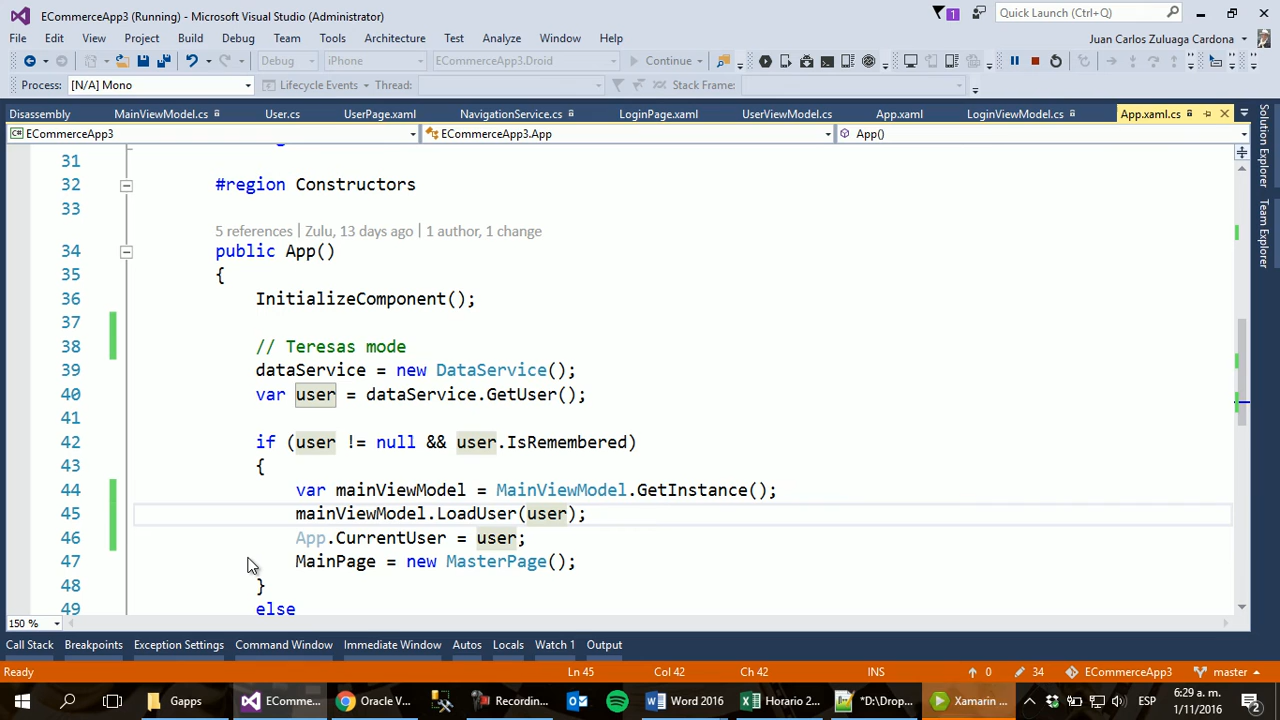 ECommerceApp3 (Running) - Microsoft Visual Studio (Administrator)
1
Quick Launch (Ctrl+Q)
File Edit View Project Build Debug Team Tools Architecture Test Analyze Window Help
Juan Carlos Zuluaga Cardona
Debug iPhone ECommerceApp3.Droid Continue
Process: [N/A] Mono Lifecycle Events Thread: Stack Frame:
Disassembly MainViewModel.cs User.cs UserPage.xaml NavigationService.cs LoginPage.xaml UserViewModel.cs App.xaml LoginViewModel.cs App.xaml.cs
ECommerceApp3 ECommerceApp3.App App()
Solution Explorer
Team Explorer
31
32 #region Constructors
33
5 references | Zulu, 13 days ago | 1 author, 1 change
34 public App()
35 {
36 InitializeComponent();
37
38 // Teresas mode
39 dataService = new DataService();
40 var user = dataService.GetUser();
41
42 if (user != null && user.IsRemembered)
43 {
44 var mainViewModel = MainViewModel.GetInstance();
45 mainViewModel.LoadUser(user);
46 App.CurrentUser = user;
47 MainPage = new MasterPage();
48 }
49 else
150 %
Call Stack Breakpoints Exception Settings Command Window Immediate Window Autos Locals Watch 1 Output
Ready Ln 45 Col 42 Ch 42 INS 0 34 ECommerceApp3 master
Gapps EComme... Oracle V... Recordin... Word 2016 Horario 2... *D:\Drop... Xamarin ... ESP 6:29 a. m.
1/11/2016